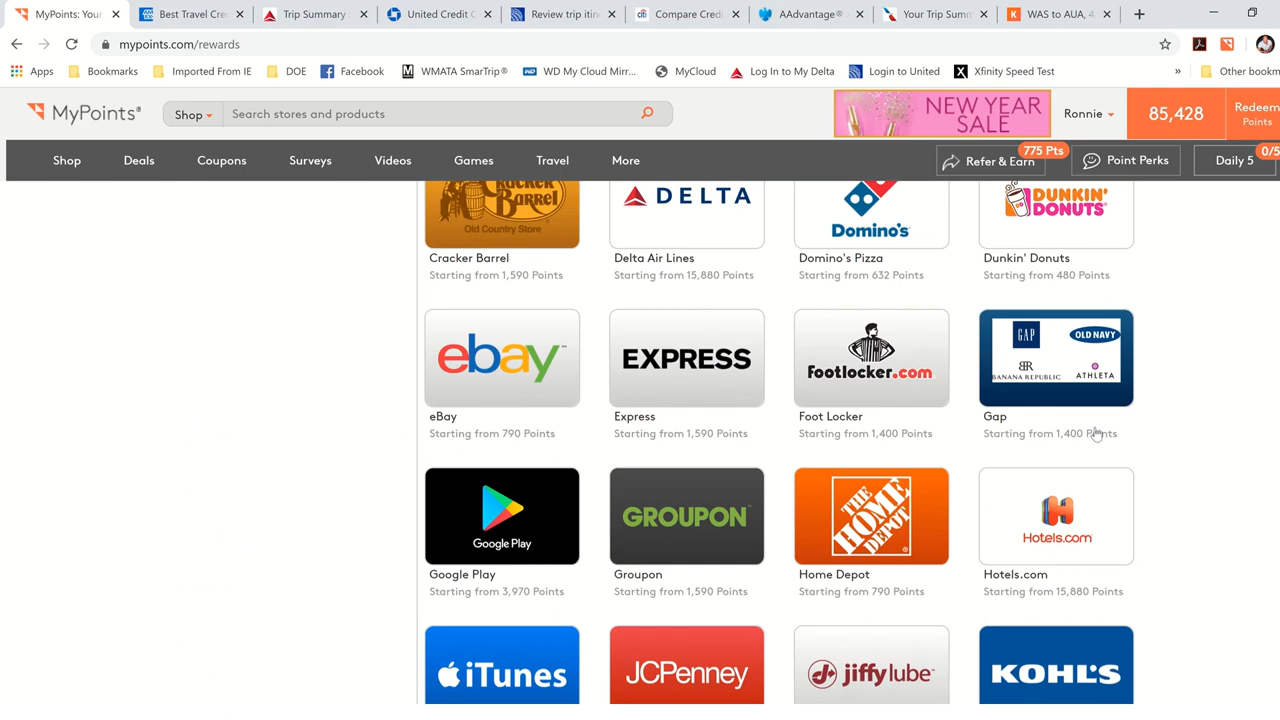 MyPoints: Your
Best Travel Cre
Trip Summary
United Credit C
Review trip itin
Compare Cred
AAdvantage®
Your Trip Summ
WAS to AUA, 4
mypoints.com/rewards
Apps
Bookmarks
Imported From IE
DOE
Facebook
WMATA SmarTrip®
WD My Cloud Mirr...
MyCloud
Log In to My Delta
Login to United
Xfinity Speed Test
»
Other bookm
MyPoints®
Shop
Search stores and products
NEW YEAR
SALE
Ronnie
85,428
Redeem
Points
Shop
Deals
Coupons
Surveys
Videos
Games
Travel
More
775 Pts
Refer & Earn
Point Perks
Daily 5
0/5
Cracker Barrel
Old Country Store
DELTA
Domino's
DUNKIN'
DONUTS
Cracker Barrel
Delta Air Lines
Domino's Pizza
Dunkin' Donuts
Starting from 1,590 Points
Starting from 15,880 Points
Starting from 632 Points
Starting from 480 Points
ebay™
EXPRESS
Footlocker.com
GAP
OLD NAVY
BR
BANANA REPUBLIC
ATHLETA
eBay
Express
Foot Locker
Gap
Starting from 790 Points
Starting from 1,590 Points
Starting from 1,400 Points
Starting from 1,400 Points
Google Play
GROUPON
THE
HOME
DEPOT
Hotels.com
Google Play
Groupon
Home Depot
Hotels.com
Starting from 3,970 Points
Starting from 1,590 Points
Starting from 790 Points
Starting from 15,880 Points
iTunes
JCPenney
jiffylube
KOHL'S